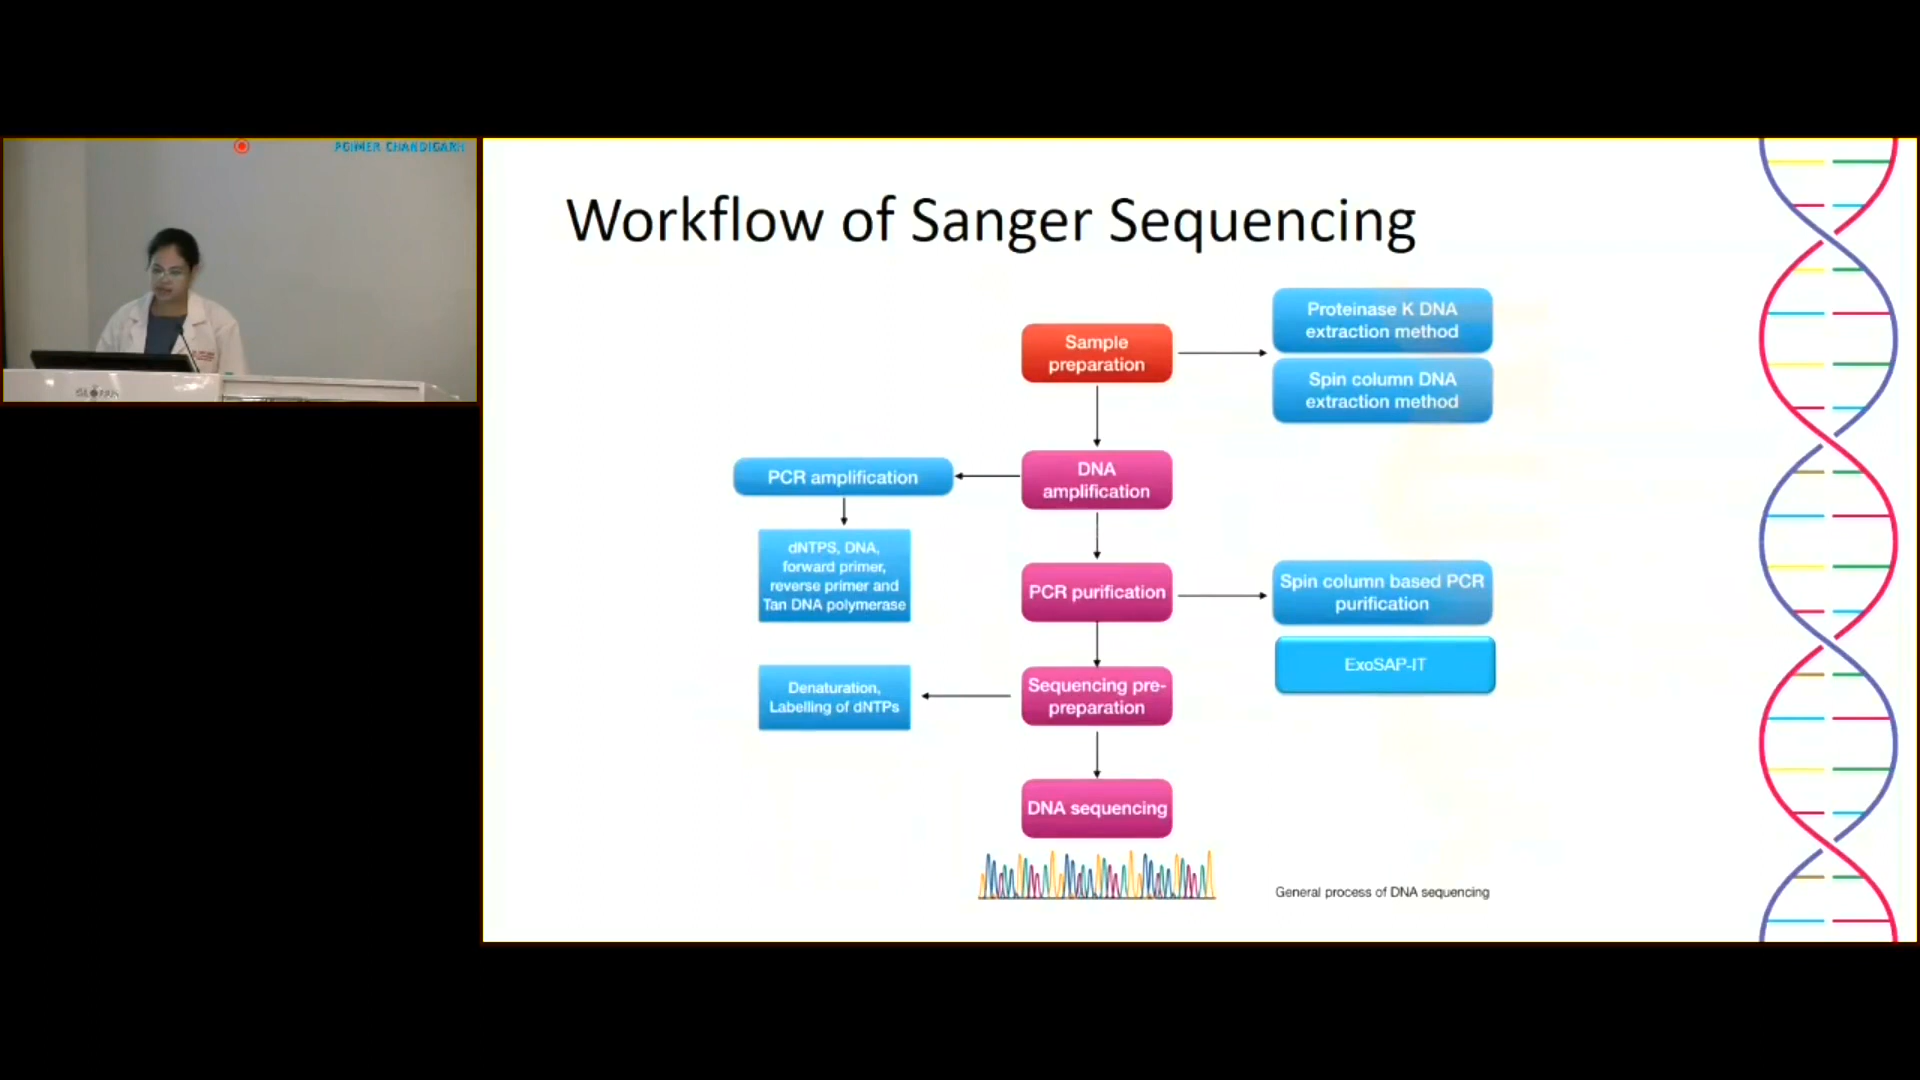 PGIMER CHANDIGARH
Workflow of Sanger Sequencing
Sample
preparation
Proteinase K DNA
extraction method
Spin column DNA
extraction method
DNA
amplification
PCR amplification
dNTPS, DNA,
forward primer,
reverse primer and
Tan DNA polymerase
PCR purification
Spin column based PCR
purification
ExoSAP-IT
Sequencing pre-
preparation
Denaturation,
Labelling of dNTPs
DNA sequencing
General process of DNA sequencing